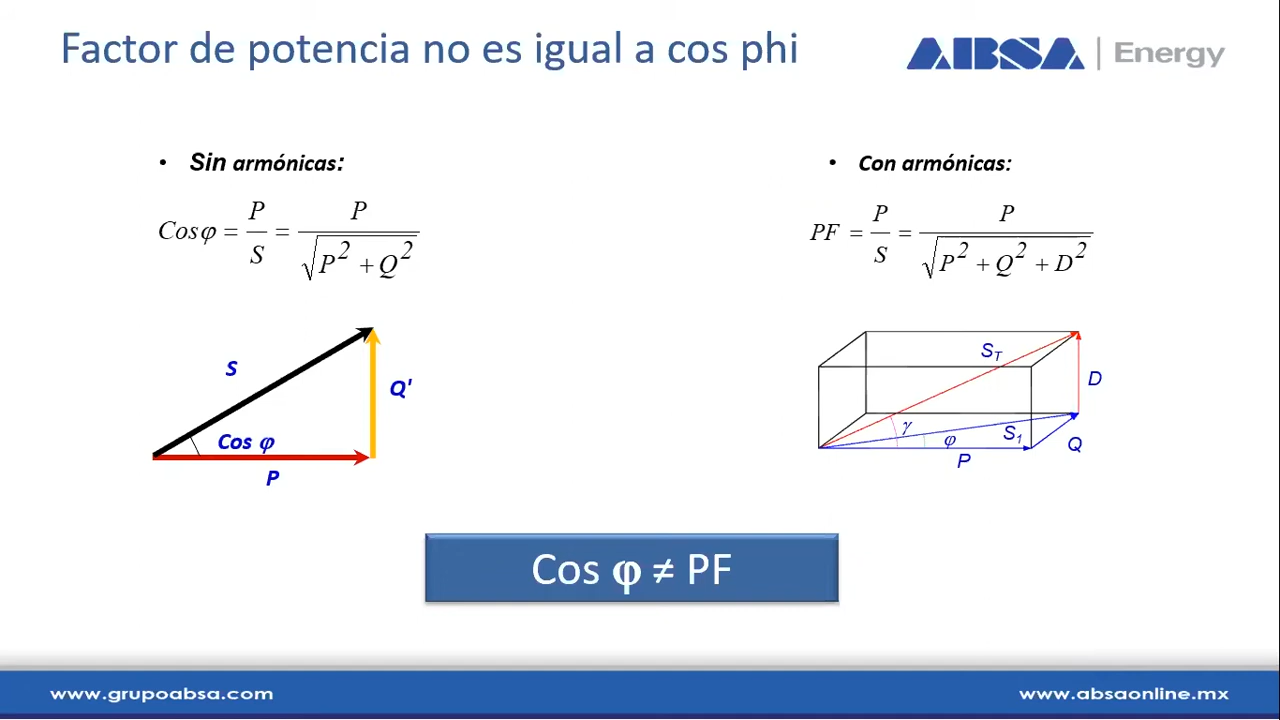 Factor de potencia no es igual a cos phi
ABSA | Energy
• Sin armónicas:
Cosφ = P/S = P/√(P² + Q²)
S
Q'
Cos φ
P
• Con armónicas:
PF = P/S = P/√(P² + Q² + D²)
S_T
D
γ
φ
S₁
Q
P
Cos φ ≠ PF
www.grupoabsa.com
www.absaonline.mx